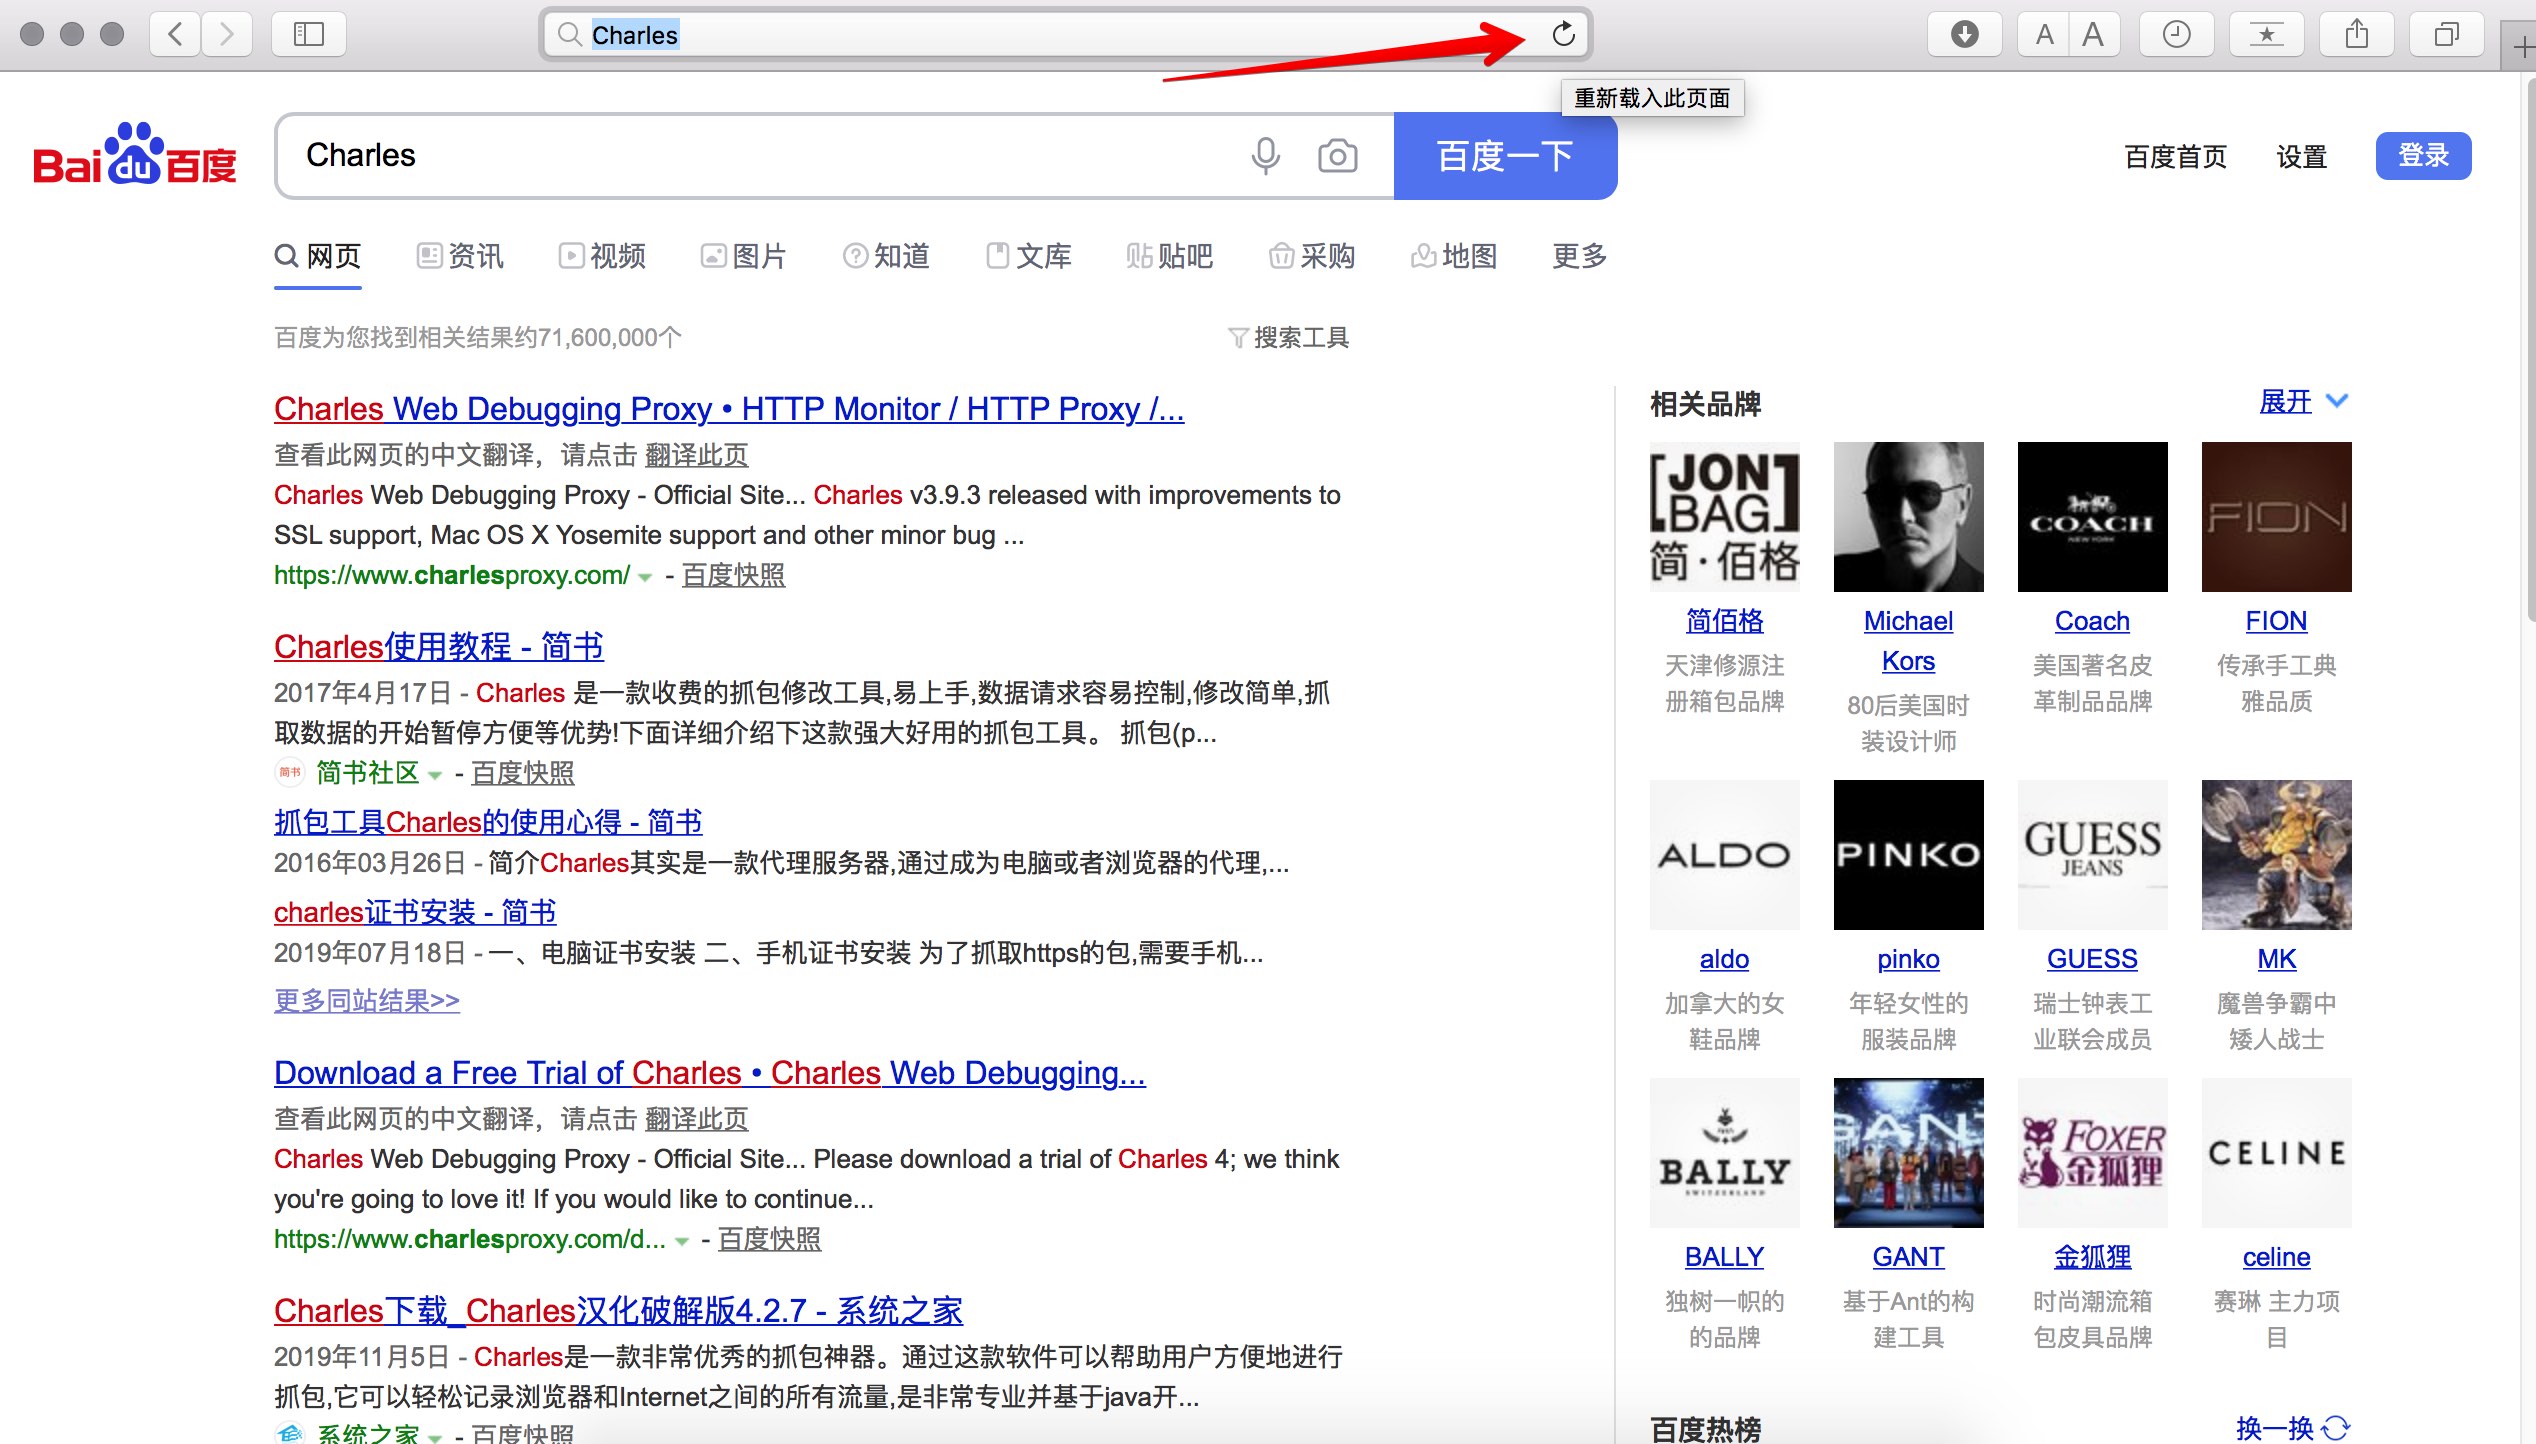 Charles
A A
重新载入此页面
Bai du 百度
Charles
百度一下
百度首页 设置 登录
网页 资讯 视频 图片 知道 文库 贴贴吧 采购 地图 更多
百度为您找到相关结果约71,600,000个
搜索工具
Charles Web Debugging Proxy • HTTP Monitor / HTTP Proxy /...
查看此网页的中文翻译，请点击 翻译此页
Charles Web Debugging Proxy - Official Site... Charles v3.9.3 released with improvements to
SSL support, Mac OS X Yosemite support and other minor bug ...
https://www.charlesproxy.com/ - 百度快照
Charles使用教程 - 简书
2017年4月17日 - Charles 是一款收费的抓包修改工具,易上手,数据请求容易控制,修改简单,抓
取数据的开始暂停方便等优势!下面详细介绍下这款强大好用的抓包工具。 抓包(p...
简书 简书社区 - 百度快照
抓包工具Charles的使用心得 - 简书
2016年03月26日 - 简介Charles其实是一款代理服务器,通过成为电脑或者浏览器的代理,...
charles证书安装 - 简书
2019年07月18日 - 一、电脑证书安装 二、手机证书安装 为了抓取https的包,需要手机...
更多同站结果>>
Download a Free Trial of Charles • Charles Web Debugging...
查看此网页的中文翻译，请点击 翻译此页
Charles Web Debugging Proxy - Official Site... Please download a trial of Charles 4; we think
you're going to love it! If you would like to continue...
https://www.charlesproxy.com/d... - 百度快照
Charles下载_Charles汉化破解版4.2.7 - 系统之家
2019年11月5日 - Charles是一款非常优秀的抓包神器。通过这款软件可以帮助用户方便地进行
抓包,它可以轻松记录浏览器和Internet之间的所有流量,是非常专业并基于java开...
系统之家 - 百度快照
相关品牌 展开
[JON
BAG]
简·佰格
COACH
NEW YORK
FION
简佰格 Michael Coach FION
Kors
天津修源注 美国著名皮 传承手工典
册箱包品牌 革制品品牌 雅品质
80后美国时
装设计师
ALDO PINKO GUESS
JEANS
aldo pinko GUESS MK
加拿大的女 年轻女性的 瑞士钟表工 魔兽争霸中
鞋品牌 服装品牌 业联会成员 矮人战士
BALLY
SWITZERLAND
GANT
FOXER
金狐狸
CELINE
BALLY GANT 金狐狸 celine
独树一帜的 基于Ant的构 时尚潮流箱 赛琳 主力项
的品牌 建工具 包皮具品牌 目
百度热榜 换一换